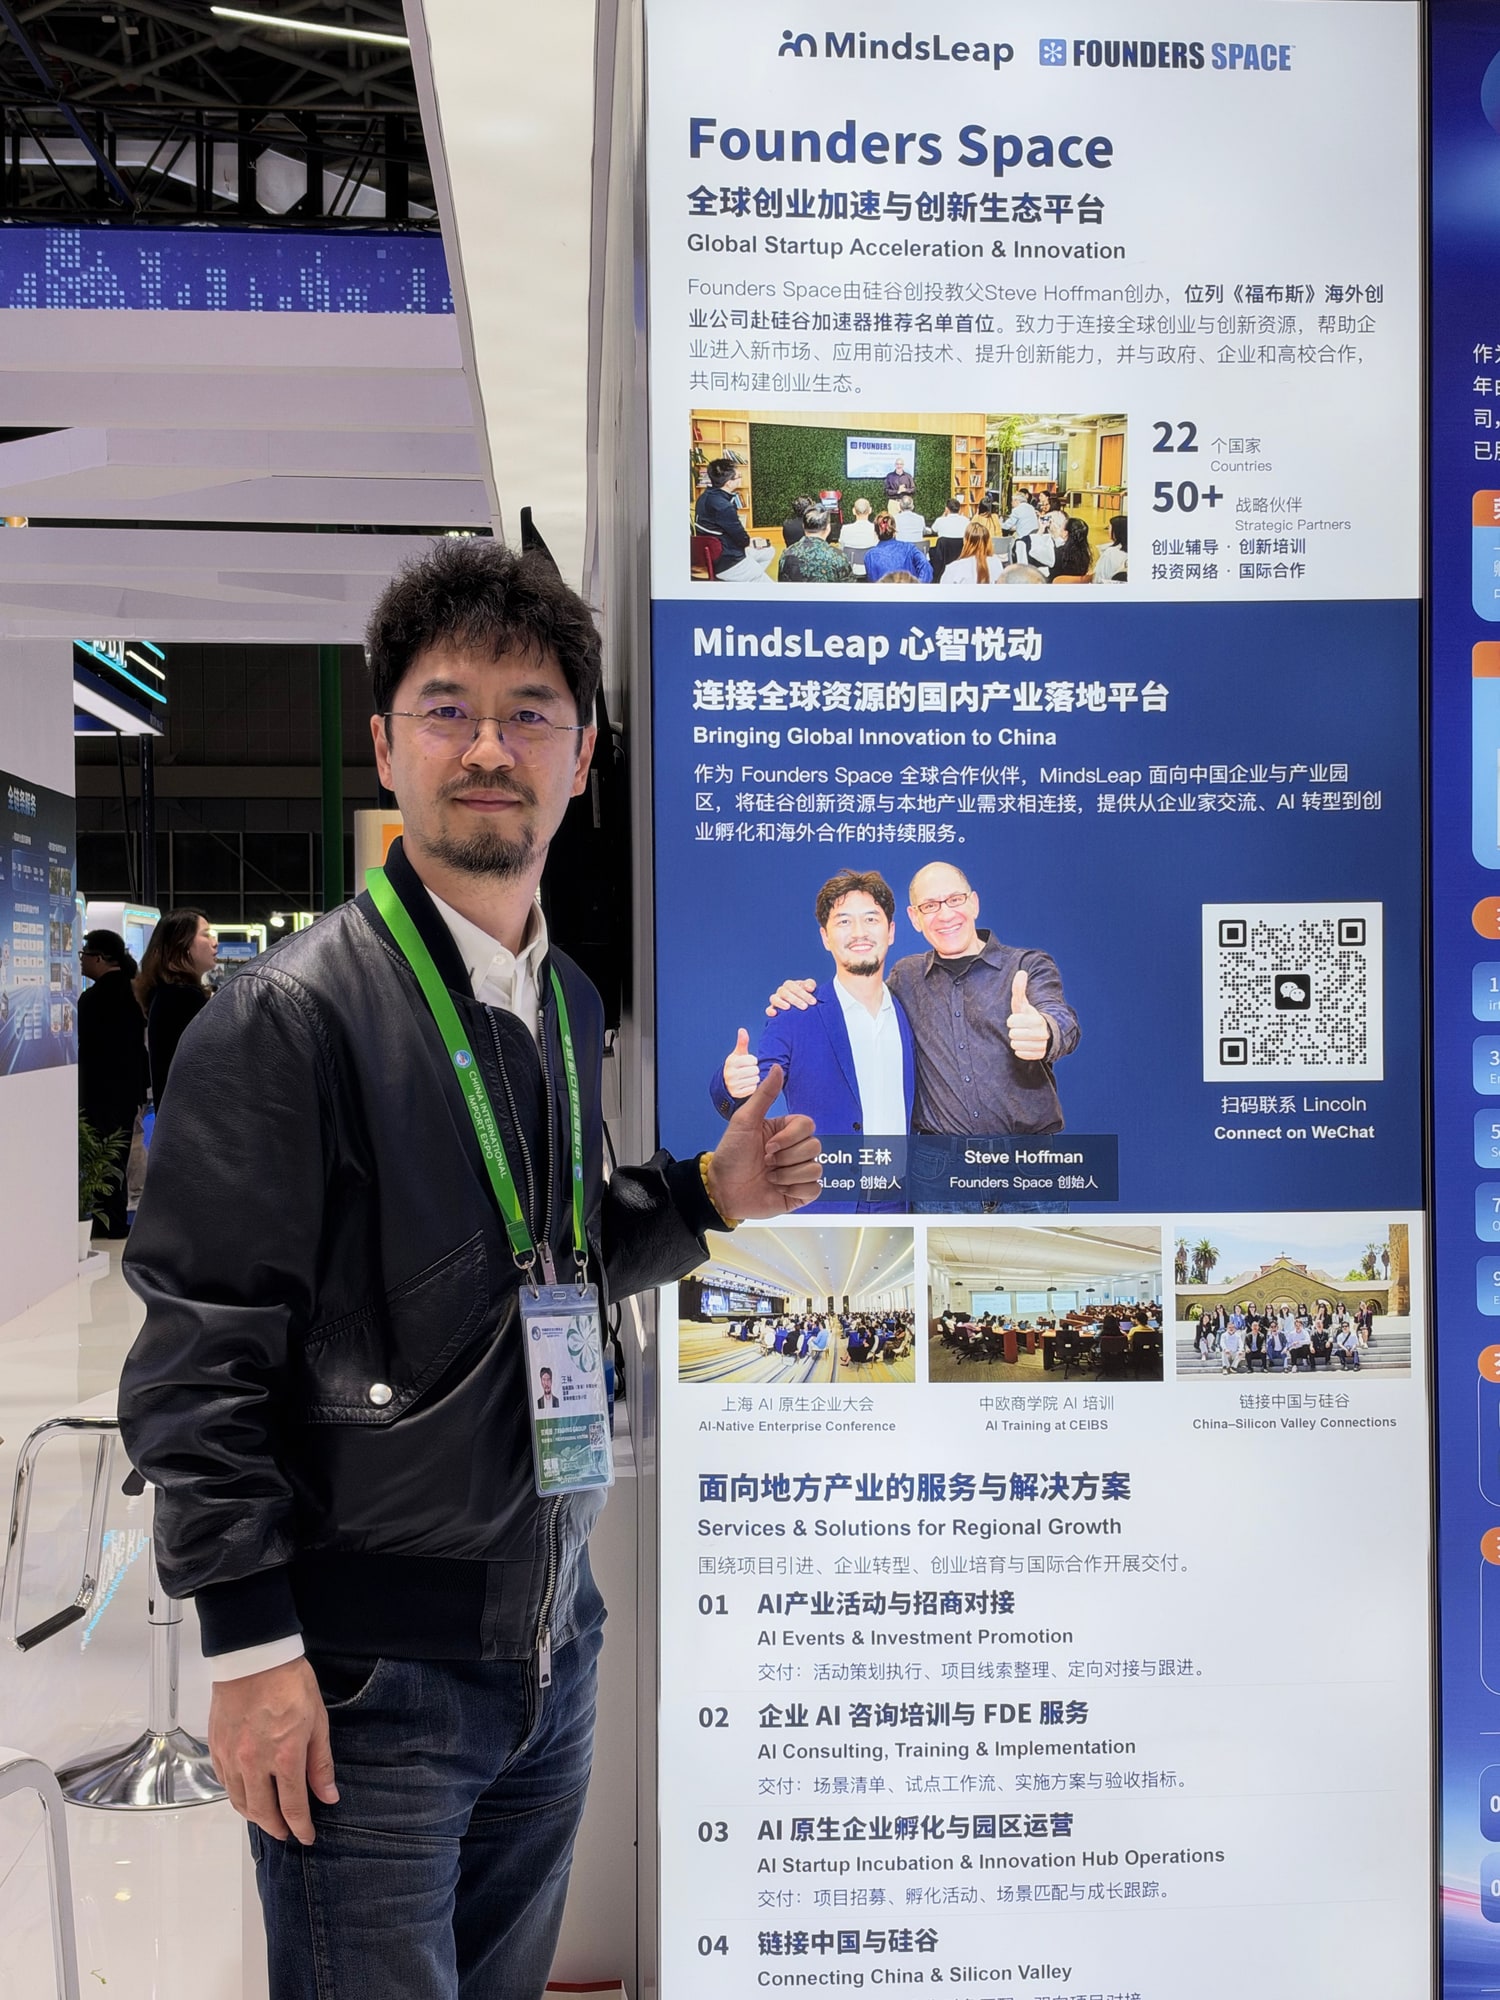 MindsLeap FOUNDERS SPACE
Founders Space
全球创业加速与创新生态平台
Global Startup Acceleration & Innovation
Founders Space由硅谷创投教父Steve Hoffman创办，位列《福布斯》海外创
业公司赴硅谷加速器推荐名单首位。致力于连接全球创业与创新资源，帮助企
业进入新市场、应用前沿技术、提升创新能力，并与政府、企业和高校合作，
共同构建创业生态。
FOUNDERS SPACE
22 个国家
Countries
50+ 战略伙伴
Strategic Partners
创业辅导 · 创新培训
投资网络 · 国际合作
MindsLeap 心智悦动
连接全球资源的国内产业落地平台
Bringing Global Innovation to China
作为 Founders Space 全球合作伙伴，MindsLeap 面向中国企业与产业园
区，将硅谷创新资源与本地产业需求相连接，提供从企业家交流、AI 转型到创
业孵化和海外合作的持续服务。
扫码联系 Lincoln
Connect on WeChat
coln 王林
sLeap 创始人
Steve Hoffman
Founders Space 创始人
上海 AI 原生企业大会
AI-Native Enterprise Conference
中欧商学院 AI 培训
AI Training at CEIBS
链接中国与硅谷
China–Silicon Valley Connections
面向地方产业的服务与解决方案
Services & Solutions for Regional Growth
围绕项目引进、企业转型、创业培育与国际合作开展交付。
01 AI产业活动与招商对接
AI Events & Investment Promotion
交付：活动策划执行、项目线索整理、定向对接与跟进。
02 企业 AI 咨询培训与 FDE 服务
AI Consulting, Training & Implementation
交付：场景清单、试点工作流、实施方案与验收指标。
03 AI 原生企业孵化与园区运营
AI Startup Incubation & Innovation Hub Operations
交付：项目招募、孵化活动、场景匹配与成长跟踪。
04 链接中国与硅谷
Connecting China & Silicon Valley
CHINA INTERNATIONAL
IMPORT EXPO
王林
全链条服务
作为
司，